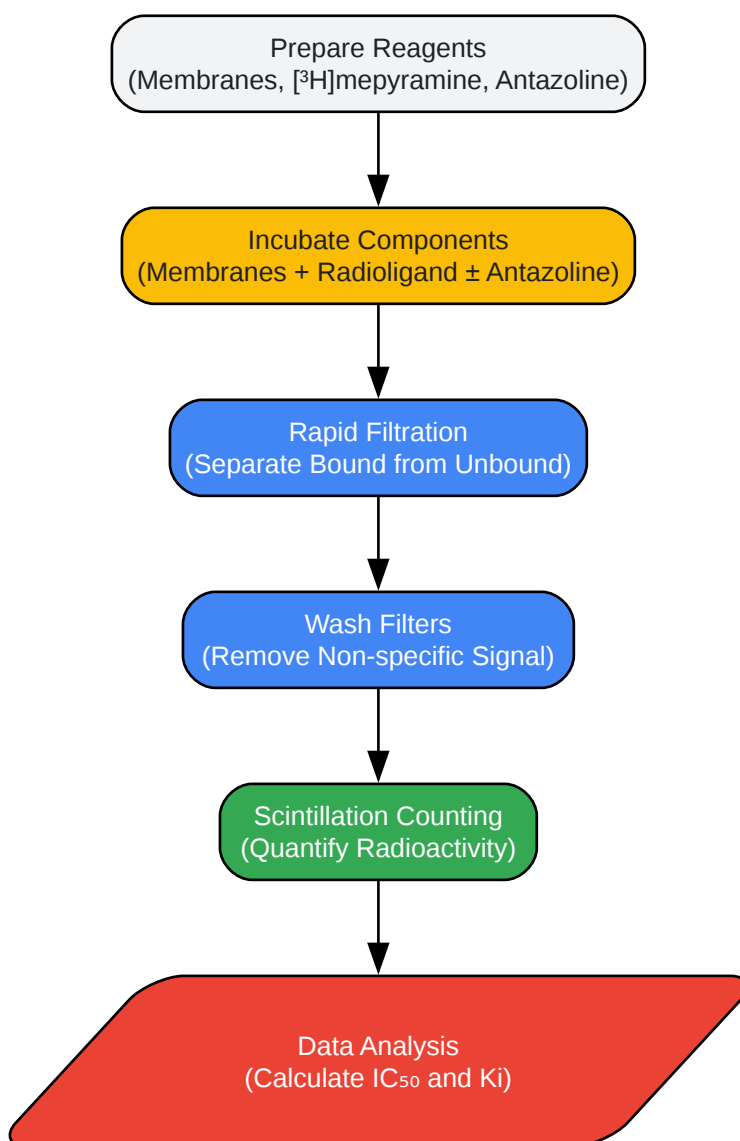 Prepare Reagents
(Membranes, [³H]mepyramine, Antazoline)
Incubate Components
(Membranes + Radioligand ± Antazoline)
Rapid Filtration
(Separate Bound from Unbound)
Wash Filters
(Remove Non-specific Signal)
Scintillation Counting
(Quantify Radioactivity)
Data Analysis
(Calculate IC₅₀ and Ki)